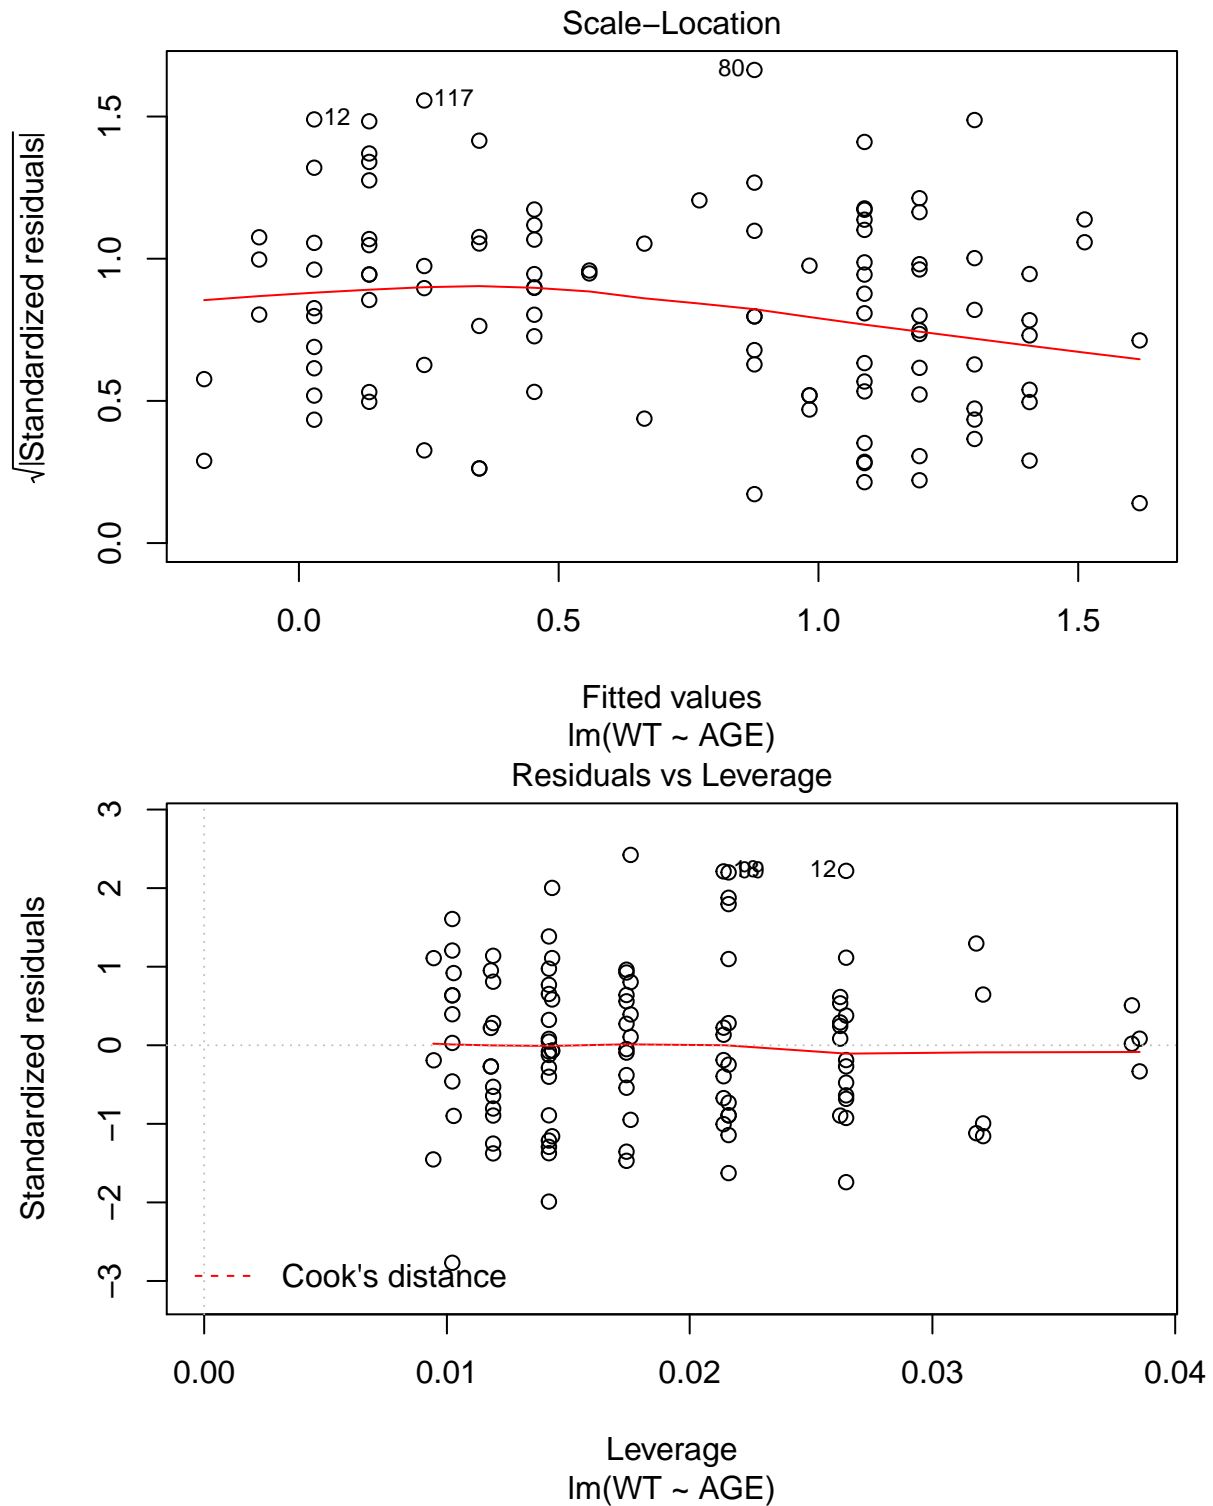 Scale−Location
√|Standardized residuals|
0.0 0.5 1.0 1.5
80
117
12
0.0 0.5 1.0 1.5
Fitted values
lm(WT ~ AGE)
Residuals vs Leverage
Standardized residuals
−3 −2 −1 0 1 2 3
12
Cook's distance
0.00 0.01 0.02 0.03 0.04
Leverage
lm(WT ~ AGE)